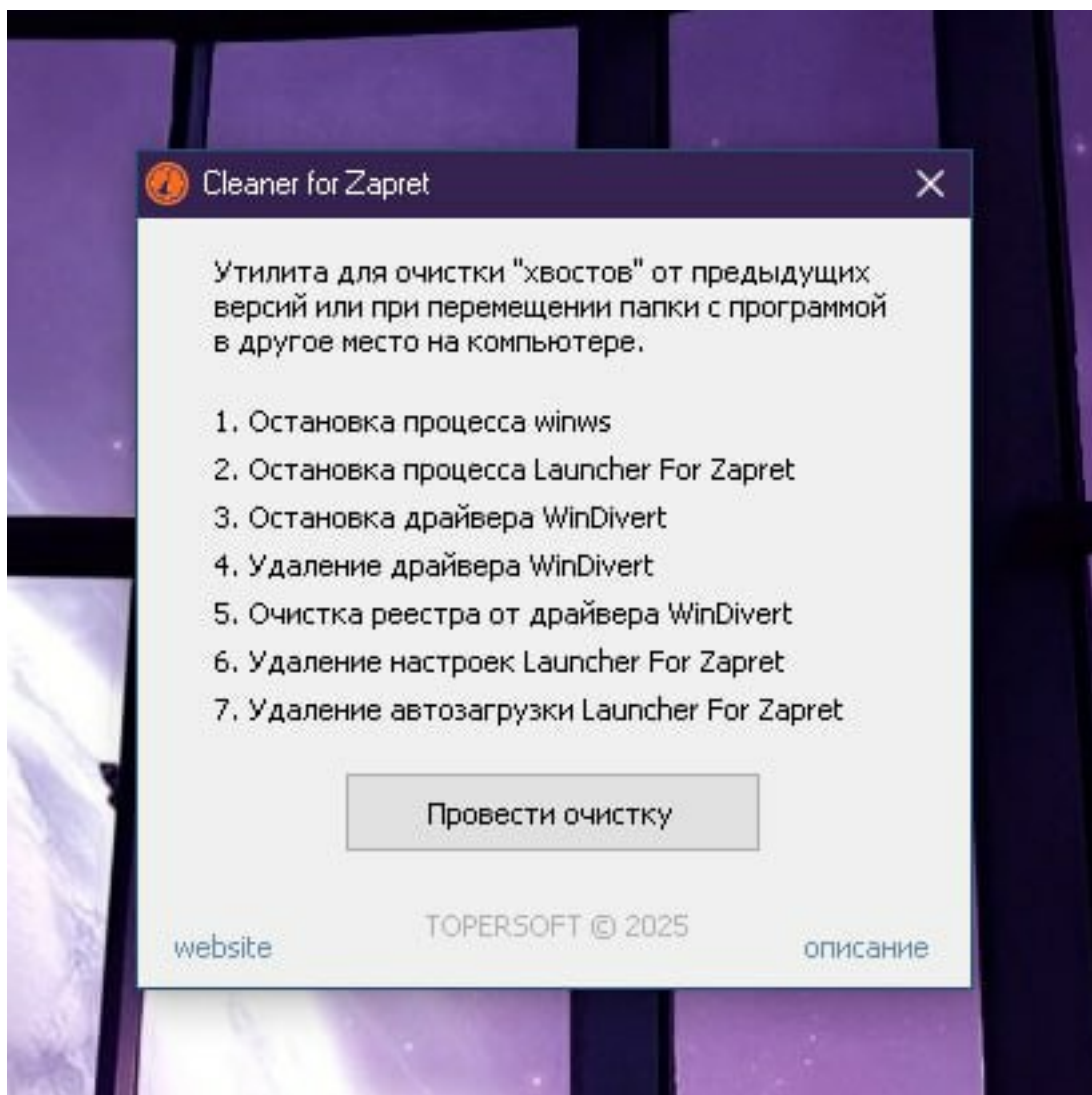 Cleaner for Zapret
Утилита для очистки "хвостов" от предыдущих
версий или при перемещении папки с программой
в другое место на компьютере.
1. Остановка процесса winws
2. Остановка процесса Launcher For Zapret
3. Остановка драйвера WinDivert
4. Удаление драйвера WinDivert
5. Очистка реестра от драйвера WinDivert
6. Удаление настроек Launcher For Zapret
7. Удаление автозагрузки Launcher For Zapret
Провести очистку
TOPERSOFT © 2025
website
описание